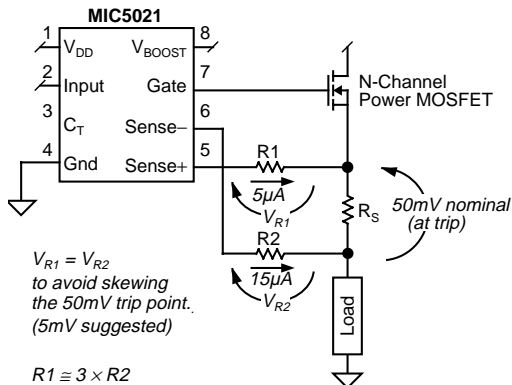 MIC5021
1
V_DD
V_BOOST
8
2
Input
Gate
7
N-Channel
Power MOSFET
3
C_T
Sense−
6
4
Gnd
Sense+
5
R1
5µA
V_R1
R_S
50mV nominal
(at trip)
R2
15µA
V_R2
V_R1 = V_R2
to avoid skewing
the 50mV trip point.
(5mV suggested)
Load
R1 ≅ 3 × R2